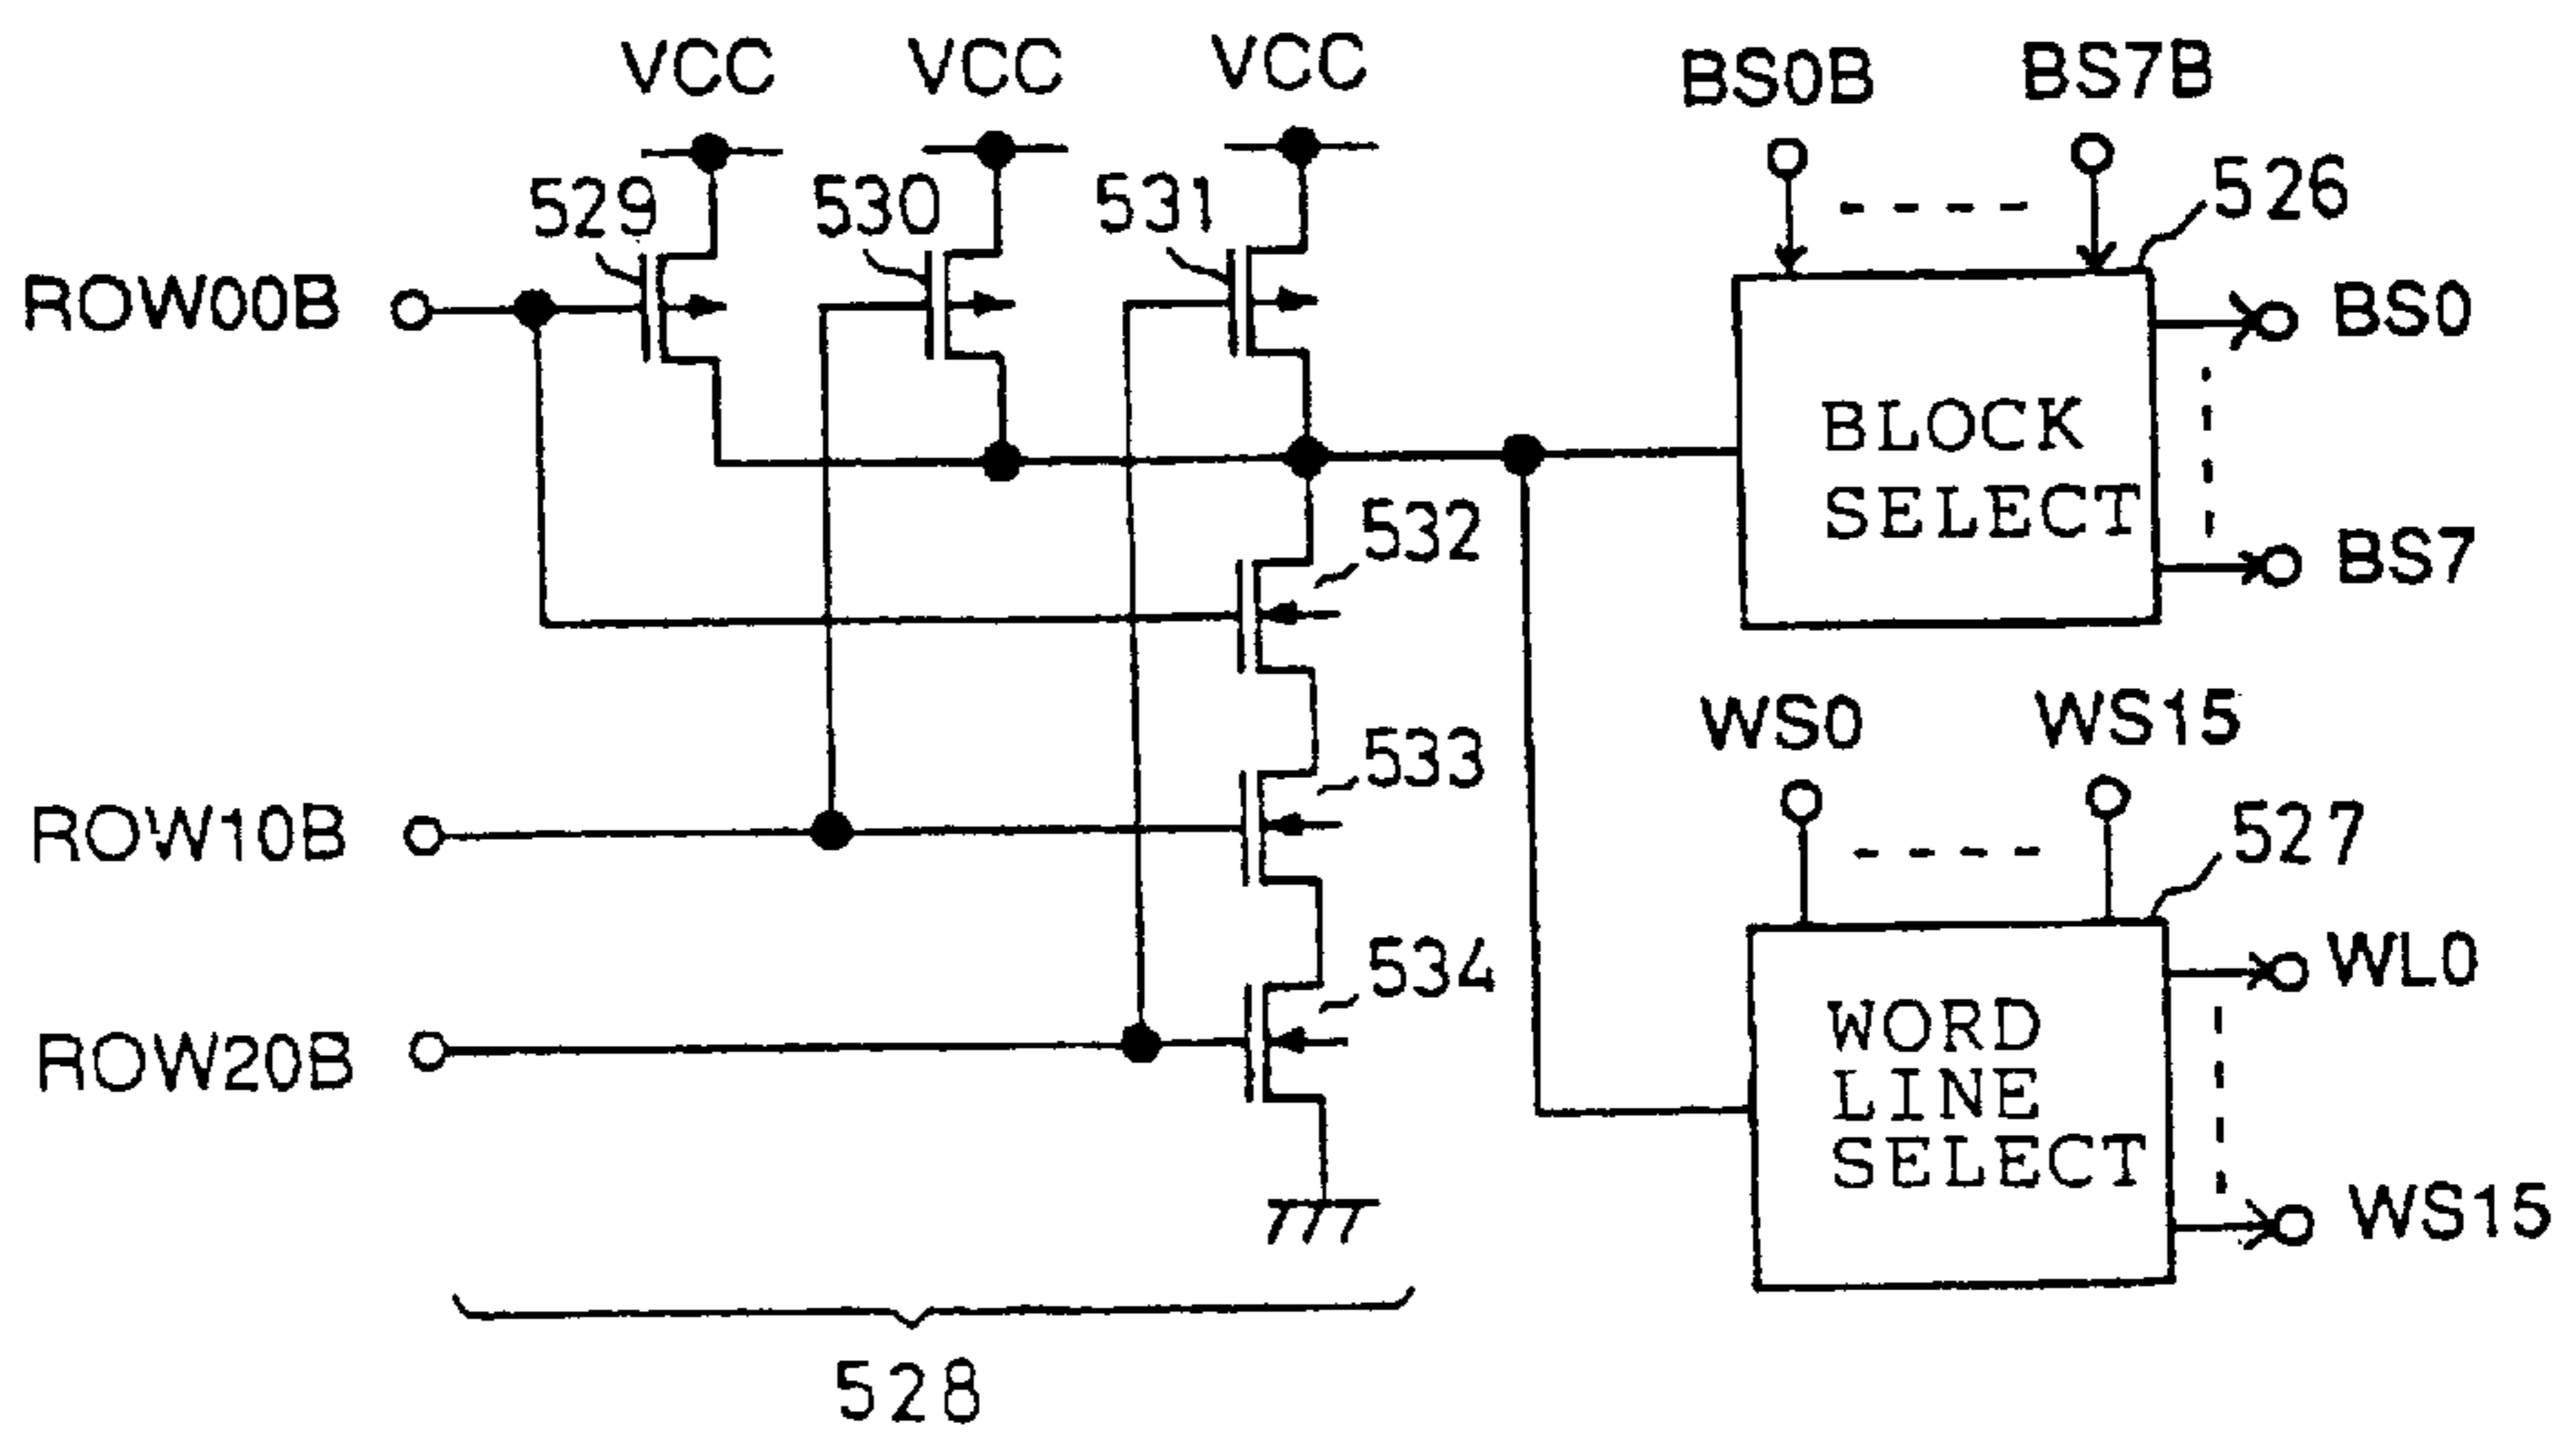 VCC VCC VCC
BS0B BS7B
529 530 531
526
ROW00B
BS0
BLOCK
SELECT
532
BS7
533
WS0 WS15
ROW10B
527
534
WL0
ROW20B
WORD
LINE
SELECT
WS15
528